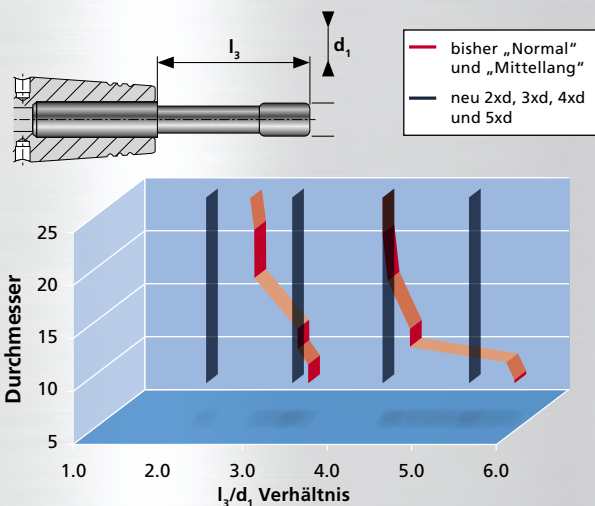 l3
d1
bisher „Normal“
und „Mittellang“
neu 2xd, 3xd, 4xd
und 5xd
Durchmesser
25
20
15
10
5
1.0 2.0 3.0 4.0 5.0 6.0
l3/d1 Verhältnis